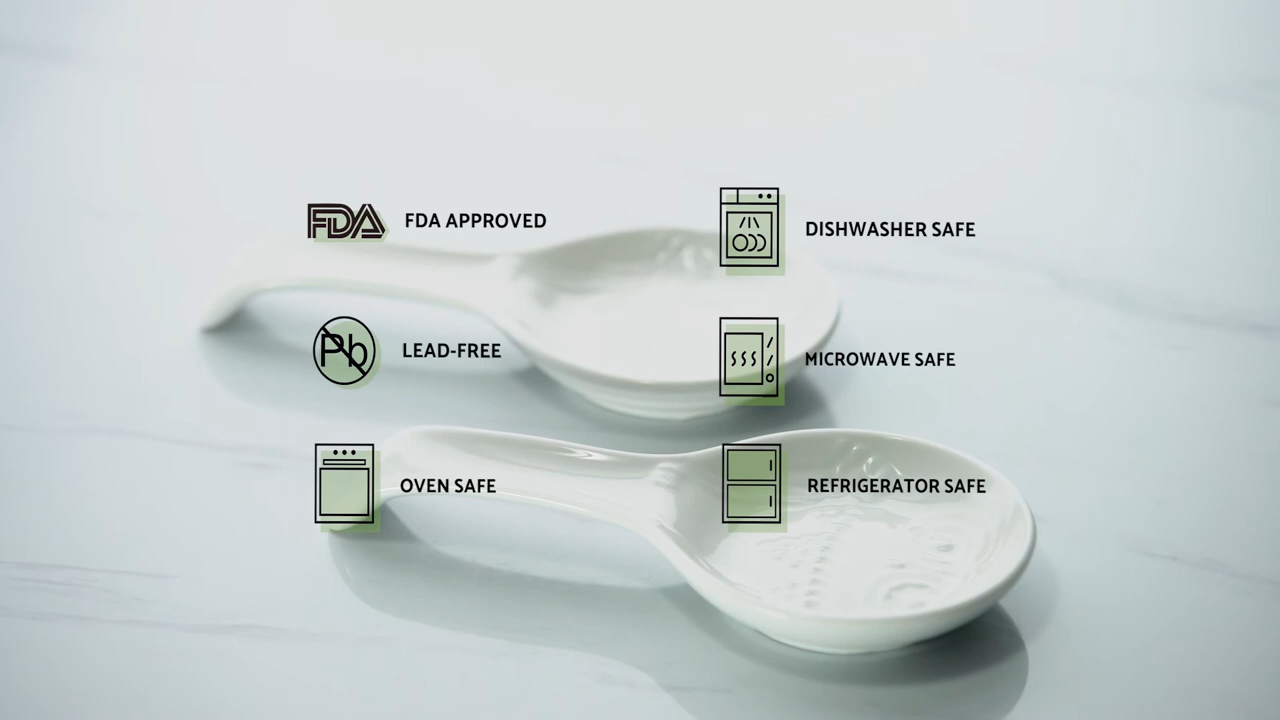 FDA FDA APPROVED
DISHWASHER SAFE
Pb LEAD-FREE
MICROWAVE SAFE
OVEN SAFE
REFRIGERATOR SAFE